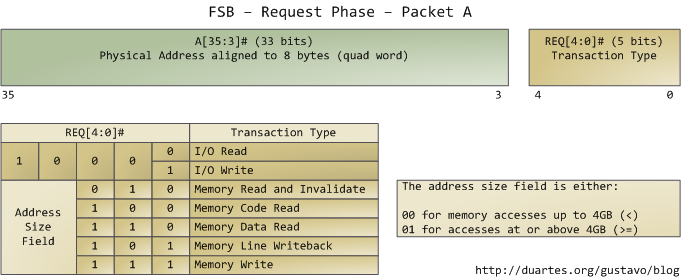 FSB – Request Phase – Packet A
A[35:3]# (33 bits)
Physical Address aligned to 8 bytes (quad word)
REQ[4:0]# (5 bits)
Transaction Type
35
3
4
0
REQ[4:0]# Transaction Type
1 0 0 0 0 I/O Read
1 I/O Write
Address
Size
Field
0 1 0 Memory Read and Invalidate
1 0 0 Memory Code Read
1 1 0 Memory Data Read
1 0 1 Memory Line Writeback
1 1 1 Memory Write
The address size field is either:
00 for memory accesses up to 4GB (<)
01 for accesses at or above 4GB (>=)
http://duartes.org/gustavo/blog